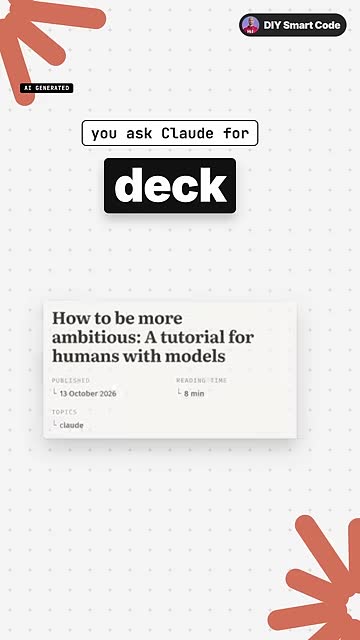 DIY Smart Code
AI GENERATED
you ask Claude for
deck
How to be more
ambitious: A tutorial for
humans with models
PUBLISHED
READING TIME
└ 13 October 2026
└ 8 min
TOPICS
└ claude